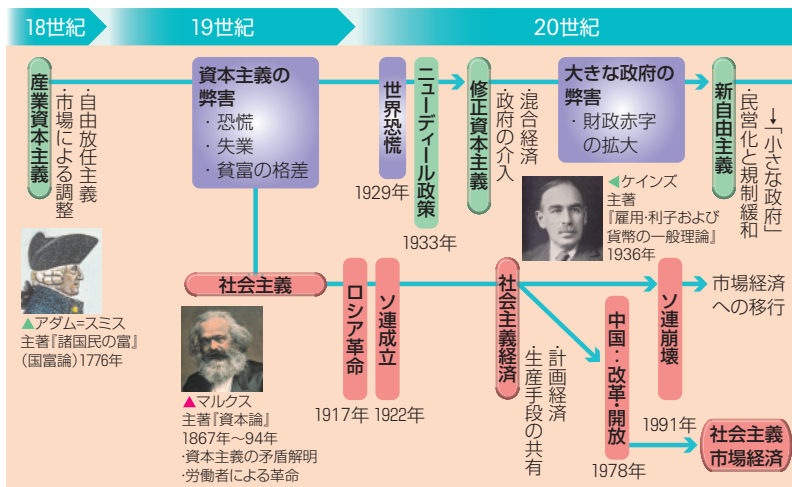 18世紀
19世紀
20世紀
産業資本主義
・自由放任主義
・市場による調整
資本主義の
弊害
・恐慌
・失業
・貧富の格差
世界恐慌
1929年
ニューディール政策
1933年
修正資本主義
・混合経済
・政府の介入
大きな政府の
弊害
・財政赤字
の拡大
新自由主義
→「小さな政府」
・民営化と規制緩和
◀ケインズ
主著
『雇用・利子および
貨幣の一般理論』
1936年
▲アダム=スミス
主著『諸国民の富』
(国富論)1776年
社会主義
▲マルクス
主著『資本論』
1867年〜94年
・資本主義の矛盾解明
・労働者による革命
ロシア革命
1917年
ソ連成立
1922年
社会主義経済
・計画経済
・生産手段の共有
中国:改革・開放
1978年
ソ連崩壊
1991年
市場経済
への移行
社会主義
市場経済